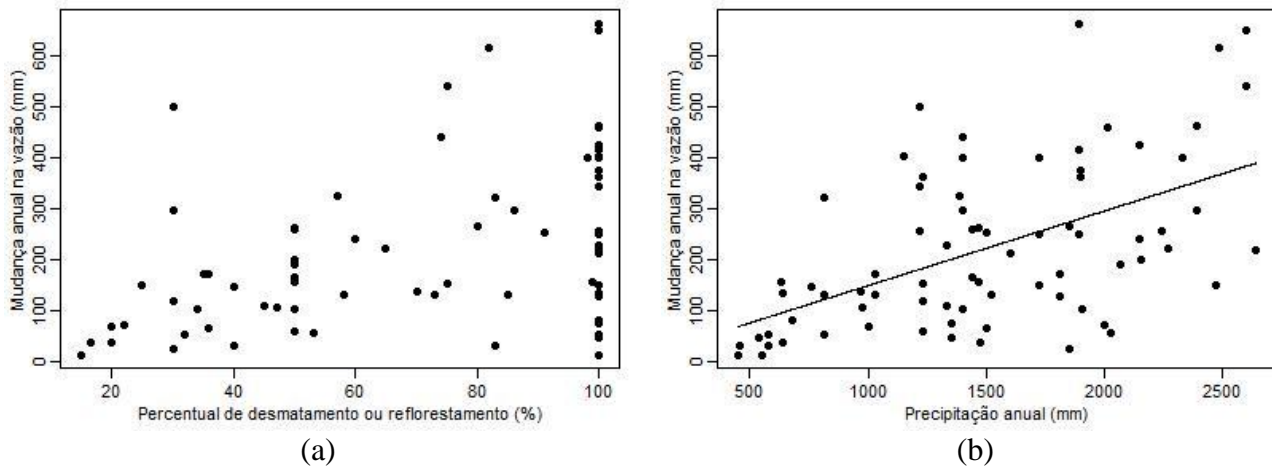 Mudança anual na vazão (mm)
0 100 200 300 400 500 600
20 40 60 80 100
Percentual de desmatamento ou reflorestamento (%)
(a)
Mudança anual na vazão (mm)
0 100 200 300 400 500 600
500 1000 1500 2000 2500
Precipitação anual (mm)
(b)